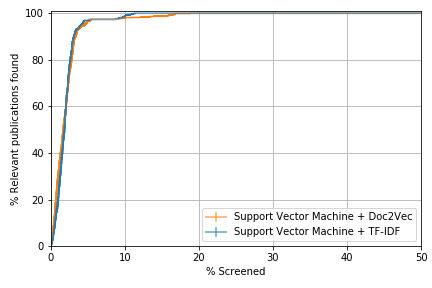 100
80
60
40
20
0
% Relevant publications found
0 10 20 30 40 50
% Screened
Support Vector Machine + Doc2Vec
Support Vector Machine + TF-IDF